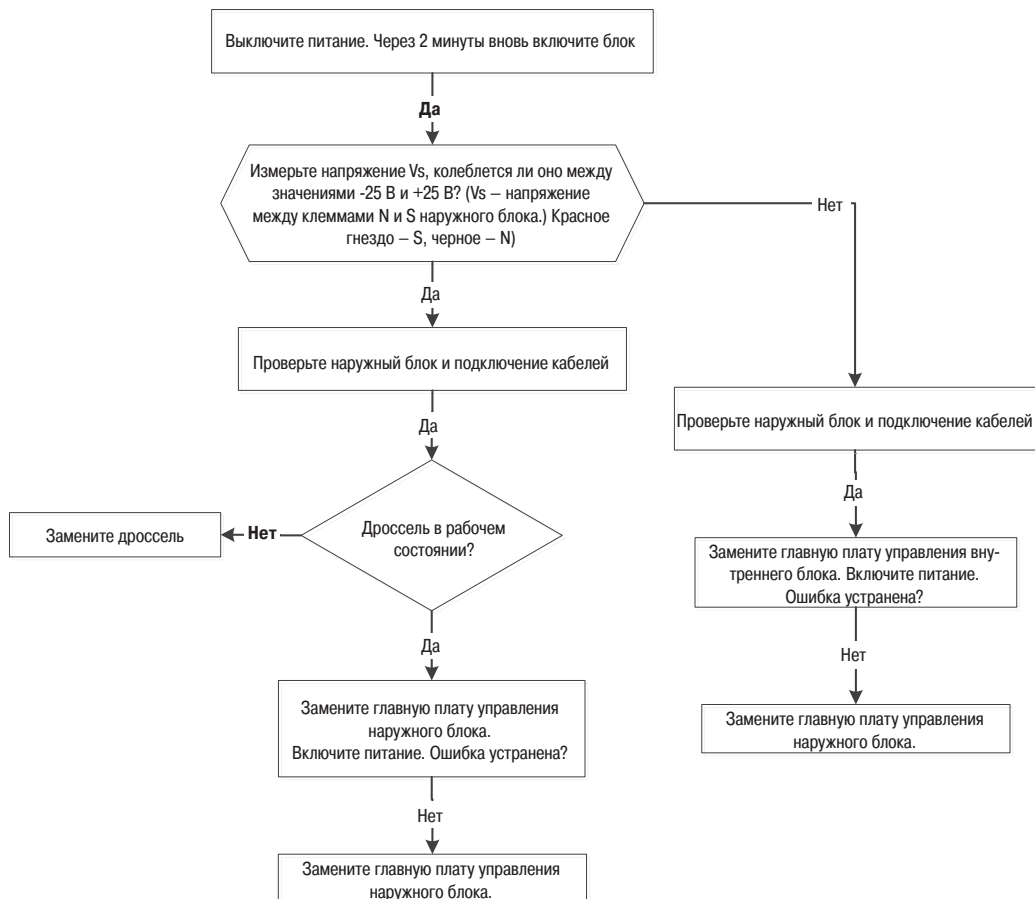 Выключите питание. Через 2 минуты вновь включите блок
Да
Измерьте напряжение Vs, колеблется ли оно между
значениями -25 В и +25 В? (Vs – напряжение
между клеммами N и S наружного блока.) Красное
гнездо – S, черное – N)
Нет
Да
Проверьте наружный блок и подключение кабелей
Проверьте наружный блок и подключение кабелей
Да
Да
Дроссель в рабочем
состоянии?
Нет
Замените дроссель
Замените главную плату управления вну-
треннего блока. Включите питание.
Ошибка устранена?
Да
Нет
Замените главную плату управления
наружного блока.
Включите питание. Ошибка устранена?
Замените главную плату управления
наружного блока.
Нет
Замените главную плату управления
наружного блока.